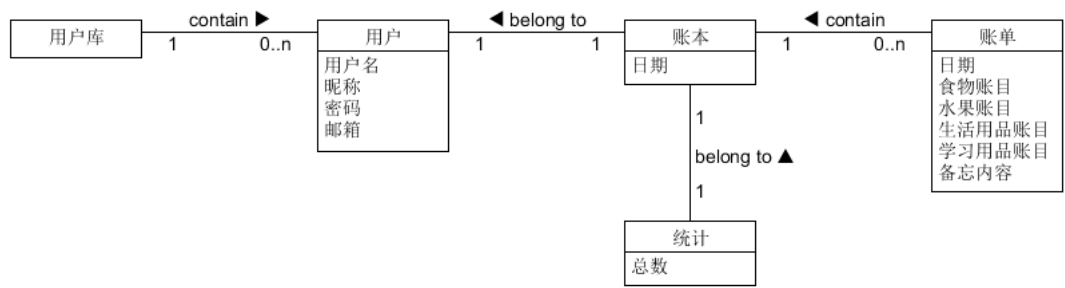 contain ▶
◀ belong to
◀ contain
用户库
用户
账本
账单
1
0..n
1
1
1
0..n
用户名
昵称
密码
邮箱
日期
日期
食物账目
水果账目
生活用品账目
学习用品账目
备忘内容
1
belong to ▲
1
统计
总数